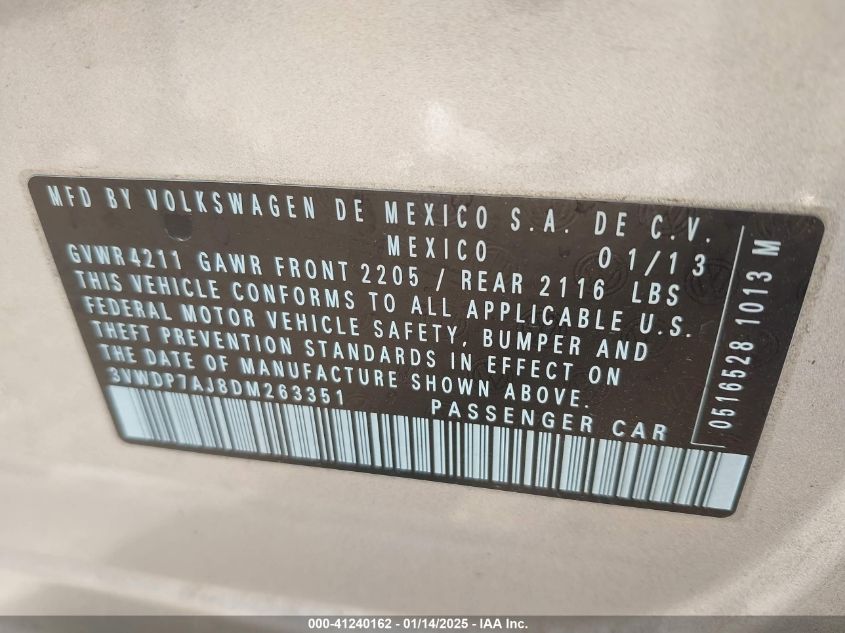 MFD BY VOLKSWAGEN DE MEXICO S.A. DE C.V.
MEXICO 01/13
GVWR 4211 GAWR FRONT 2205 / REAR 2116 LBS
THIS VEHICLE CONFORMS TO ALL APPLICABLE U.S.
FEDERAL MOTOR VEHICLE SAFETY, BUMPER AND
THEFT PREVENTION STANDARDS IN EFFECT ON
THE DATE OF MANUFACTURE SHOWN ABOVE.
3VWDP7AJ8DM263351
PASSENGER CAR
0516528 1013 M
000-41240162 - 01/14/2025 - IAA Inc.